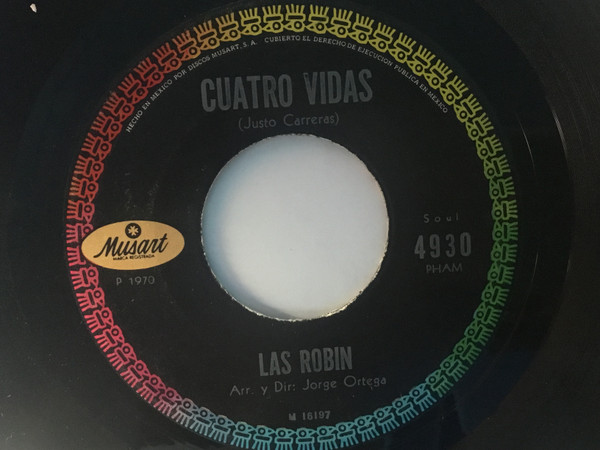 HECHO EN MEXICO POR DISCOS MUSART, S.A. CUBIERTO EL DERECHO DE EJECUCION PUBLICA EN MEXICO
CUATRO VIDAS
(Justo Carreras)
Soul
4930
PHAM
Musart
MARCA REGISTRADA
P 1970
LAS ROBIN
Arr. y Dir: Jorge Ortega
M 16197